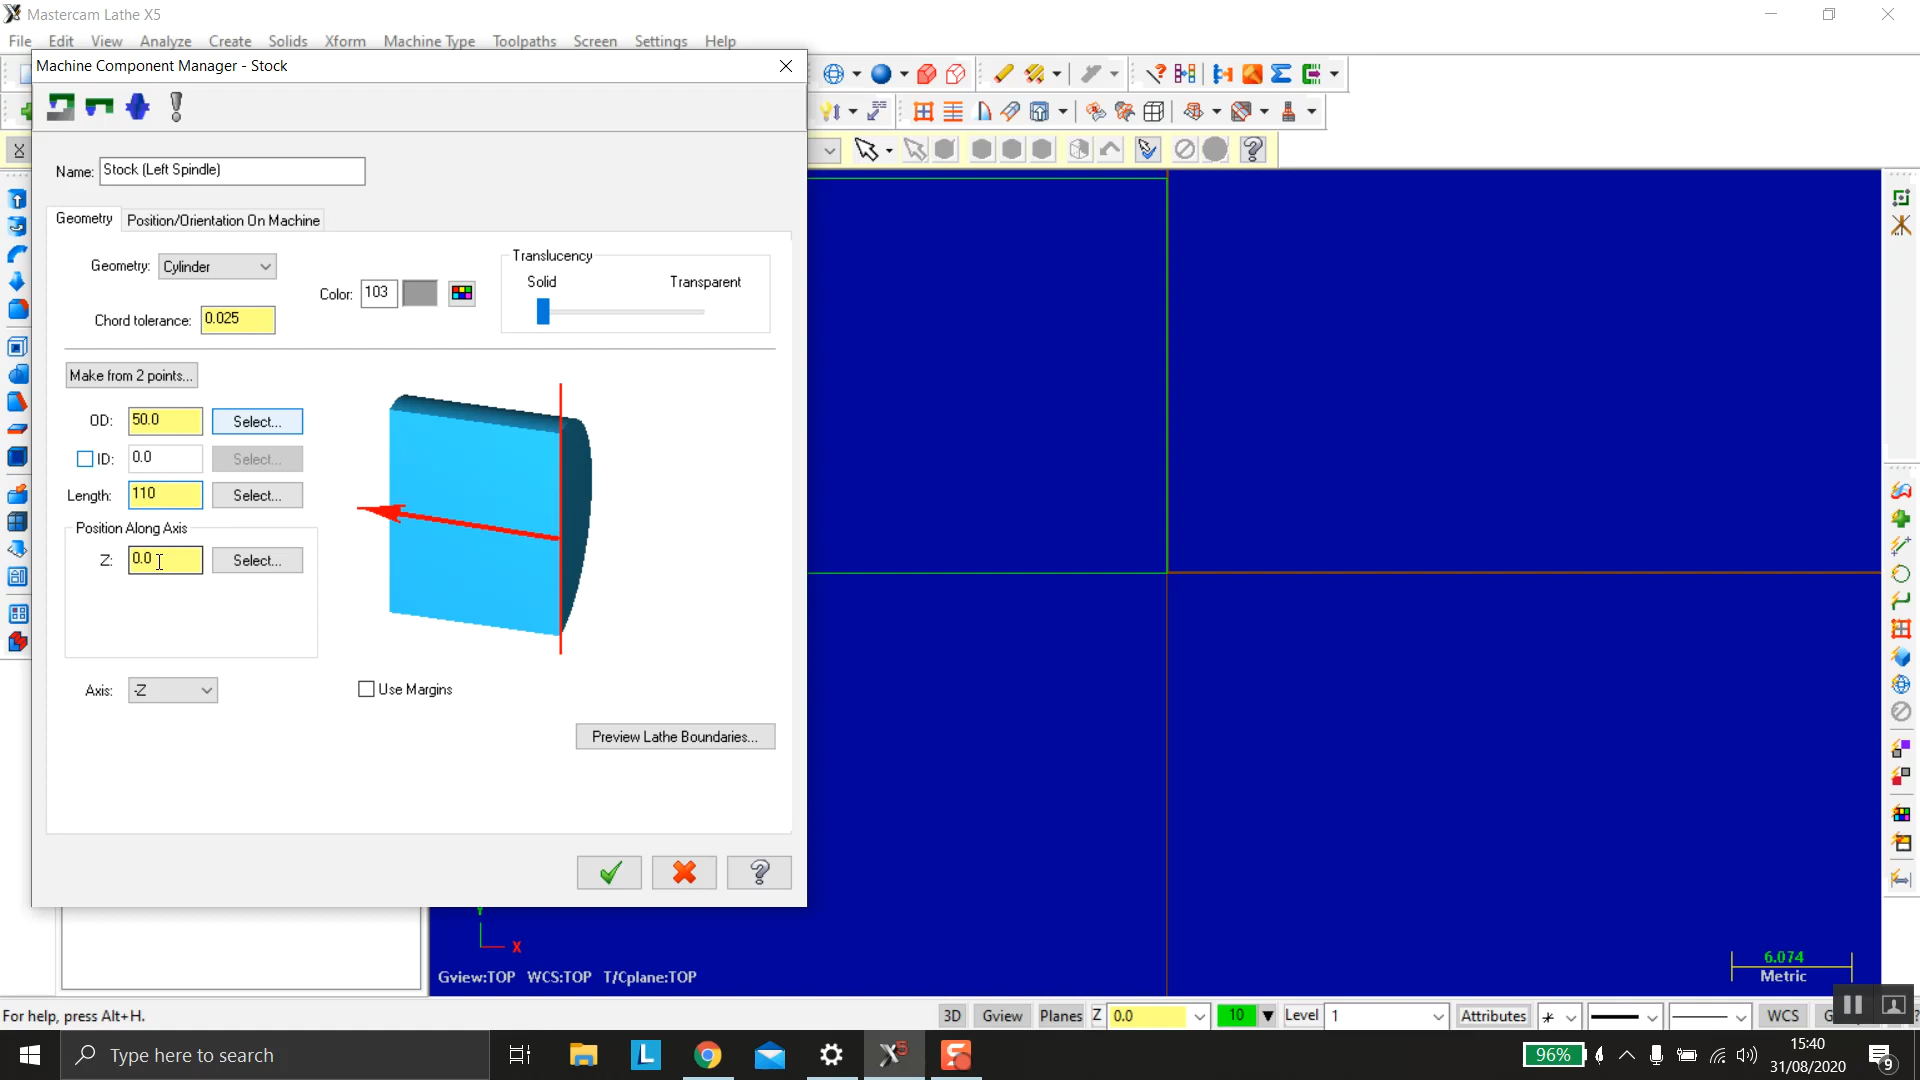 Mastercam Lathe X5
File Edit View Analyze Create Solids Xform Machine Type Toolpaths Screen Settings Help
Machine Component Manager - Stock
Name: Stock (Left Spindle)
Geometry Position/Orientation On Machine
Geometry: Cylinder
Translucency
Solid Transparent
Color: 103
Chord tolerance: 0.025
Make from 2 points...
OD: 50.0 Select...
ID: 0.0 Select...
Length: 110 Select...
Position Along Axis
Z: 0.0 Select...
Axis: -Z
Use Margins
Preview Lathe Boundaries...
X
Gview:TOP WCS:TOP T/Cplane:TOP
6.074
Metric
For help, press Alt+H.
3D Gview Planes Z 0.0 10 Level 1 Attributes WCS
Type here to search
96%
15:40
31/08/2020
9